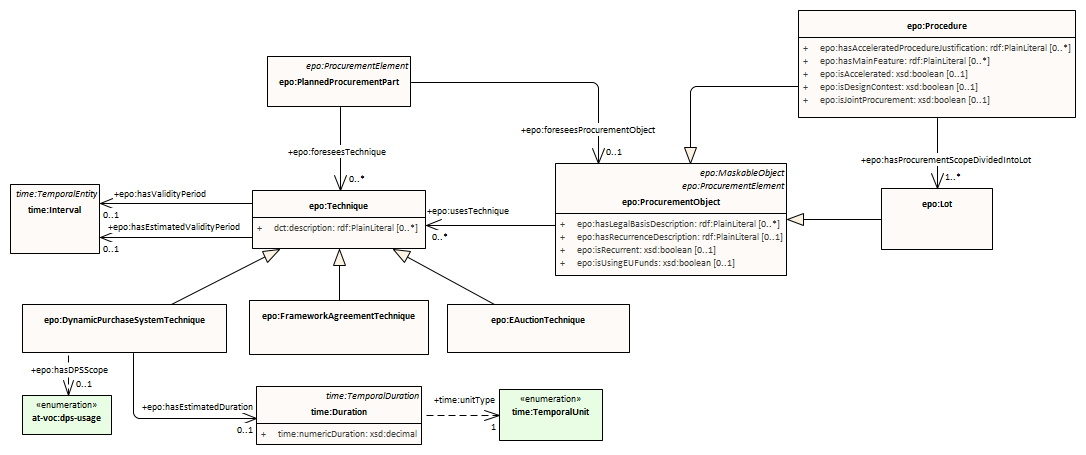 epo:Procedure
+ epo:hasAcceleratedProcedureJustification: rdf:PlainLiteral [0..*]
+ epo:hasMainFeature: rdf:PlainLiteral [0..*]
+ epo:isAccelerated: xsd:boolean [0..1]
+ epo:isDesignContest: xsd:boolean [0..1]
+ epo:isJointProcurement: xsd:boolean [0..1]
epo:ProcurementElement
epo:PlannedProcurementPart
+epo:foreseesProcurementObject
0..1
+epo:foreseesTechnique
0..*
+epo:hasProcurementScopeDividedIntoLot
1..*
time:TemporalEntity
time:Interval
+epo:hasValidityPeriod
0..1
+epo:hasEstimatedValidityPeriod
0..1
epo:Technique
+ dct:description: rdf:PlainLiteral [0..*]
+epo:usesTechnique
0..*
epo:MaskableObject
epo:ProcurementElement
epo:ProcurementObject
+ epo:hasLegalBasisDescription: rdf:PlainLiteral [0..*]
+ epo:hasRecurrenceDescription: rdf:PlainLiteral [0..1]
+ epo:isRecurrent: xsd:boolean [0..1]
+ epo:isUsingEUFunds: xsd:boolean [0..1]
epo:Lot
epo:DynamicPurchaseSystemTechnique
epo:FrameworkAgreementTechnique
epo:EAuctionTechnique
+epo:hasDPSScope
0..1
«enumeration»
at-voc:dps-usage
+epo:hasEstimatedDuration
0..1
time:TemporalDuration
time:Duration
+ time:numericDuration: xsd:decimal
+time:unitType
1
«enumeration»
time:TemporalUnit